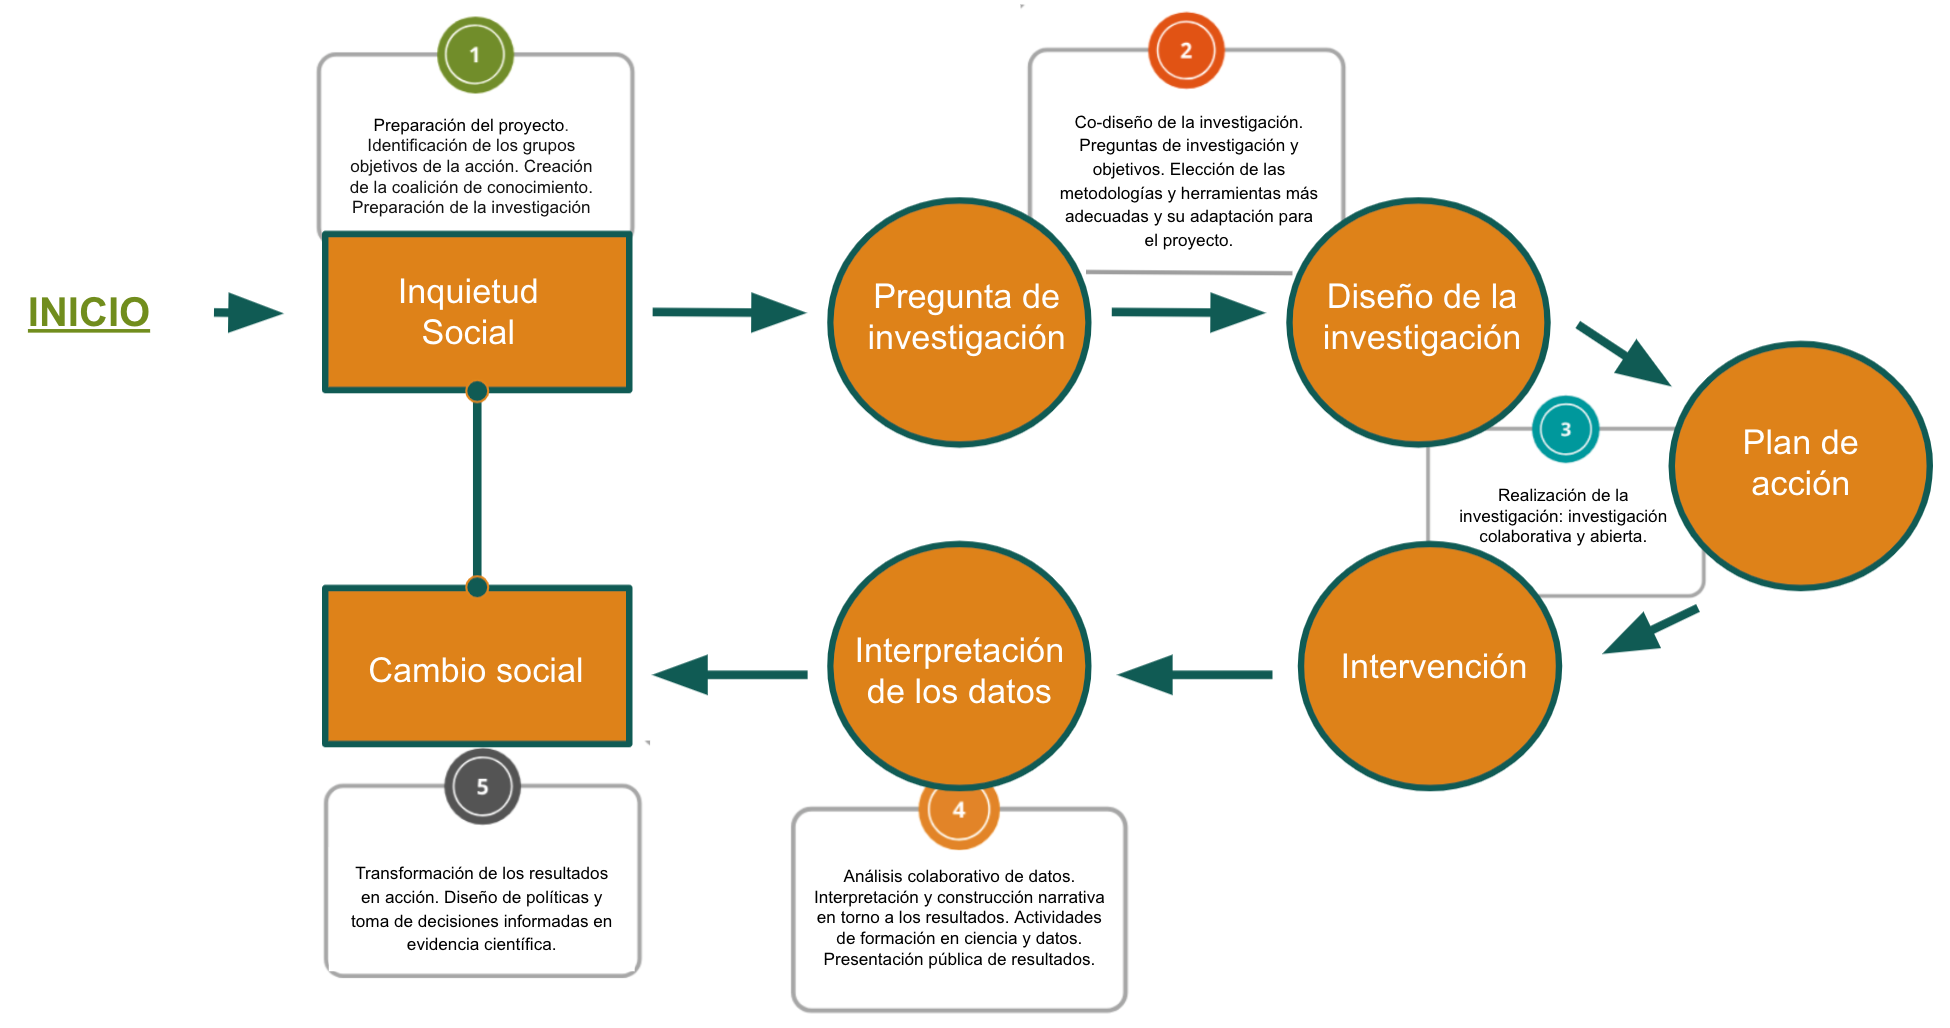 1
Preparación del proyecto.
Identificación de los grupos
objetivos de la acción. Creación
de la coalición de conocimiento.
Preparación de la investigación
2
Co-diseño de la investigación.
Preguntas de investigación y
objetivos. Elección de las
metodologías y herramientas más
adecuadas y su adaptación para
el proyecto.
INICIO
Inquietud
Social
Pregunta de
investigación
Diseño de la
investigación
3
Realización de la
investigación: investigación
colaborativa y abierta.
Plan de
acción
Intervención
Interpretación
de los datos
Cambio social
4
Análisis colaborativo de datos.
Interpretación y construcción narrativa
en torno a los resultados. Actividades
de formación en ciencia y datos.
Presentación pública de resultados.
5
Transformación de los resultados
en acción. Diseño de políticas y
toma de decisiones informadas en
evidencia científica.